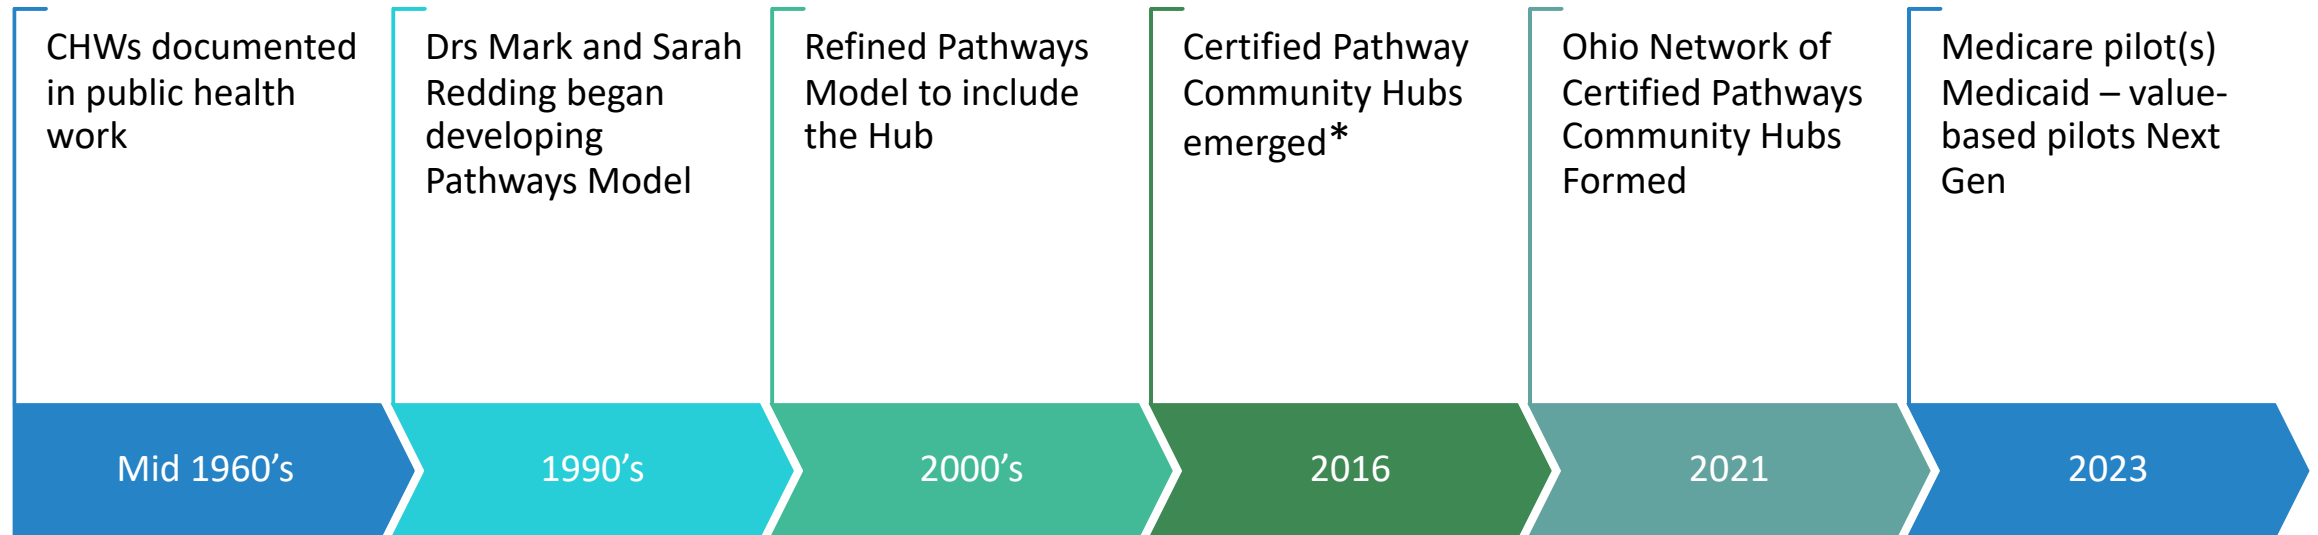 CHWs documented
in public health
work
Drs Mark and Sarah
Redding began
developing
Pathways Model
Refined Pathways
Model to include
the Hub
Certified Pathway
Community Hubs
emerged*
Ohio Network of
Certified Pathways
Community Hubs
Formed
Medicare pilot(s)
Medicaid – value-
based pilots Next
Gen
Mid 1960’s
1990’s
2000’s
2016
2021
2023